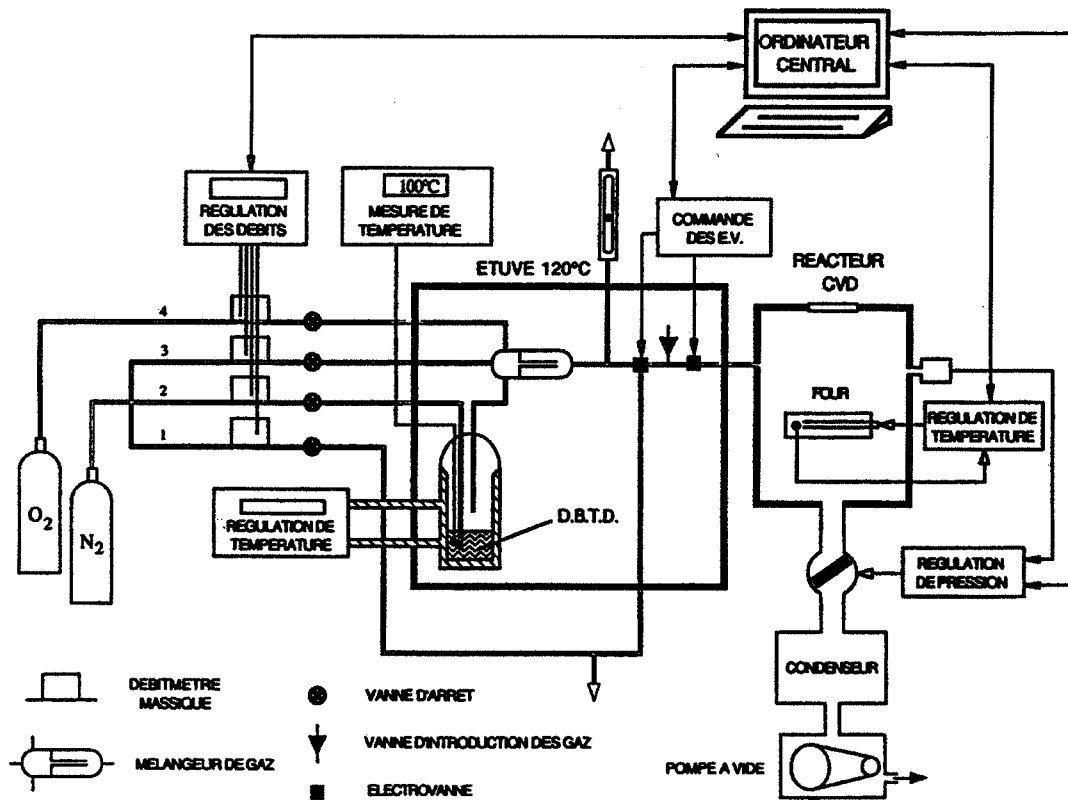 ORDINATEUR
CENTRAL
REGULATION
DES DEBITS
100°C
MESURE DE
TEMPERATURE
COMMANDE
DES E.V.
ETUVE 120°C
REACTEUR
CVD
4
3
2
1
FOUR
REGULATION DE
TEMPERATURE
O2
N2
REGULATION DE
TEMPERATURE
D.B.T.D.
REGULATION
DE PRESSION
CONDENSEUR
POMPE A VIDE
DEBITMETRE
MASSIQUE
VANNE D'ARRET
MELANGEUR DE GAZ
VANNE D'INTRODUCTION DES GAZ
ELECTROVANNE